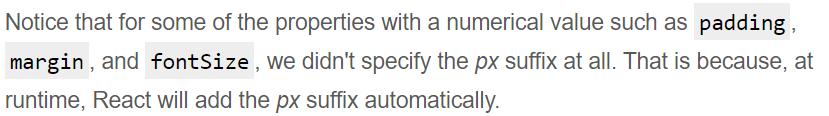 Notice that for some of the properties with a numerical value such as padding,
margin, and fontSize, we didn't specify the px suffix at all. That is because, at
runtime, React will add the px suffix automatically.